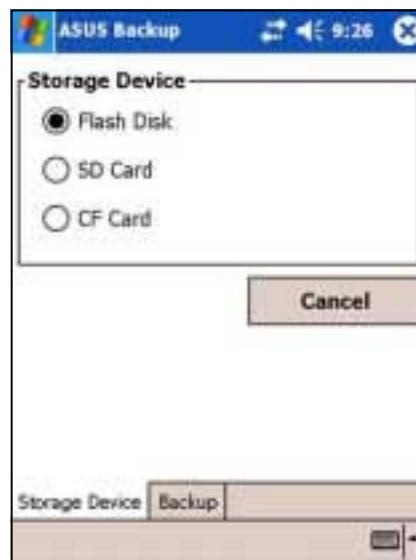 ASUS Backup 9:26
Storage Device
Flash Disk
SD Card
CF Card
Cancel
Storage Device Backup